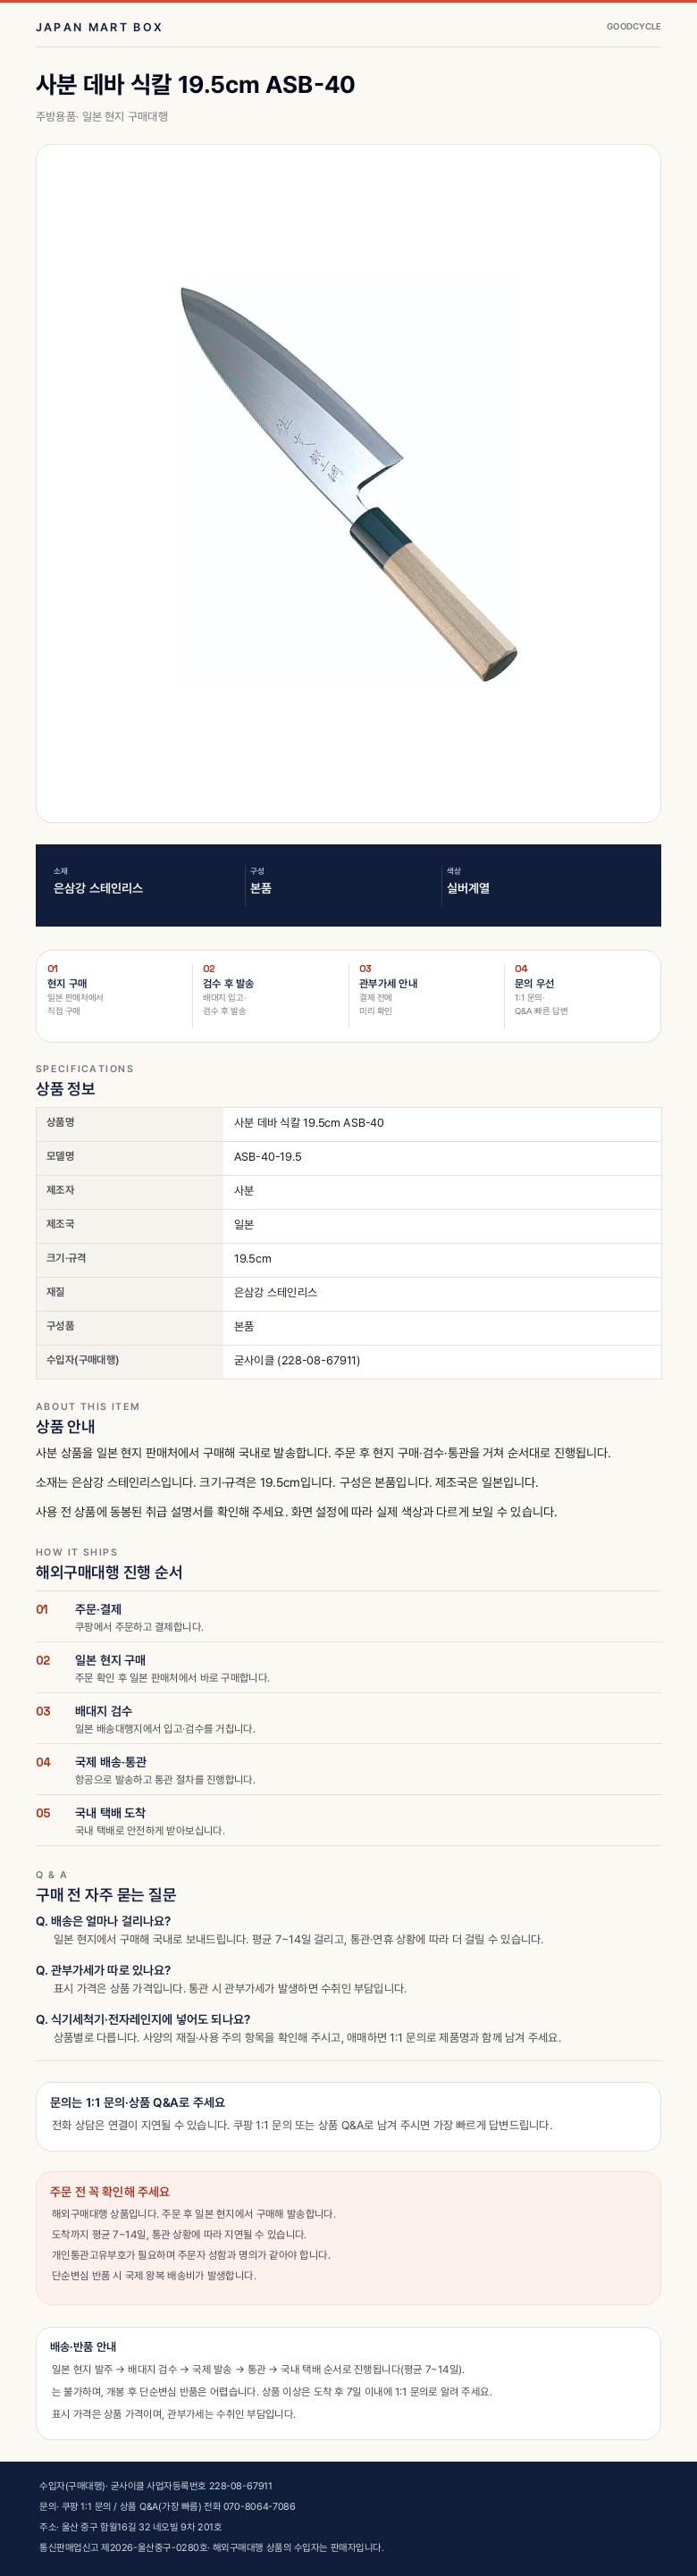 JAPAN MART BOX
GOODCYCLE
사분 데바 식칼 19.5cm ASB-40
주방용품· 일본 현지 구매대행
소재
은삼강 스테인리스
구성
본품
색상
실버계열
01
현지 구매
일본 판매처에서
직접 구매
02
검수 후 발송
배대지 입고·
검수 후 발송
03
관부가세 안내
결제 전에
미리 확인
04
문의 우선
1:1 문의·
Q&A 빠른 답변
SPECIFICATIONS
상품 정보
상품명 사분 데바 식칼 19.5cm ASB-40
모델명 ASB-40-19.5
제조자 사분
제조국 일본
크기·규격 19.5cm
재질 은삼강 스테인리스
구성품 본품
수입자(구매대행) 굳사이클 (228-08-67911)
ABOUT THIS ITEM
상품 안내
사분 상품을 일본 현지 판매처에서 구매해 국내로 발송합니다. 주문 후 현지 구매·검수·통관을 거쳐 순서대로 진행됩니다.
소재는 은삼강 스테인리스입니다. 크기·규격은 19.5cm입니다. 구성은 본품입니다. 제조국은 일본입니다.
사용 전 상품에 동봉된 취급 설명서를 확인해 주세요. 화면 설정에 따라 실제 색상과 다르게 보일 수 있습니다.
HOW IT SHIPS
해외구매대행 진행 순서
01 주문·결제
쿠팡에서 주문하고 결제합니다.
02 일본 현지 구매
주문 확인 후 일본 판매처에서 바로 구매합니다.
03 배대지 검수
일본 배송대행지에서 입고·검수를 거칩니다.
04 국제 배송·통관
항공으로 발송하고 통관 절차를 진행합니다.
05 국내 택배 도착
국내 택배로 안전하게 받아보십니다.
Q & A
구매 전 자주 묻는 질문
Q. 배송은 얼마나 걸리나요?
일본 현지에서 구매해 국내로 보내드립니다. 평균 7~14일 걸리고, 통관·연휴 상황에 따라 더 걸릴 수 있습니다.
Q. 관부가세가 따로 있나요?
표시 가격은 상품 가격입니다. 통관 시 관부가세가 발생하면 수취인 부담입니다.
Q. 식기세척기·전자레인지에 넣어도 되나요?
상품별로 다릅니다. 사양의 재질·사용 주의 항목을 확인해 주시고, 애매하면 1:1 문의로 제품명과 함께 남겨 주세요.
문의는 1:1 문의·상품 Q&A로 주세요
전화 상담은 연결이 지연될 수 있습니다. 쿠팡 1:1 문의 또는 상품 Q&A로 남겨 주시면 가장 빠르게 답변드립니다.
주문 전 꼭 확인해 주세요
해외구매대행 상품입니다. 주문 후 일본 현지에서 구매해 발송합니다.
도착까지 평균 7~14일, 통관 상황에 따라 지연될 수 있습니다.
개인통관고유부호가 필요하며 주문자 성함과 명의가 같아야 합니다.
단순변심 반품 시 국제 왕복 배송비가 발생합니다.
배송·반품 안내
일본 현지 발주 → 배대지 검수 → 국제 발송 → 통관 → 국내 택배 순서로 진행됩니다(평균 7~14일).
는 불가하며, 개봉 후 단순변심 반품은 어렵습니다. 상품 이상은 도착 후 7일 이내에 1:1 문의로 알려 주세요.
표시 가격은 상품 가격이며, 관부가세는 수취인 부담입니다.
수입자(구매대행)· 굳사이클 사업자등록번호 228-08-67911
문의· 쿠팡 1:1 문의 / 상품 Q&A(가장 빠름) 전화 070-8064-7086
주소· 울산 중구 함월16길 32 네오빌 9차 201호
통신판매업신고 제2026-울산중구-0280호· 해외구매대행 상품의 수입자는 판매자입니다.